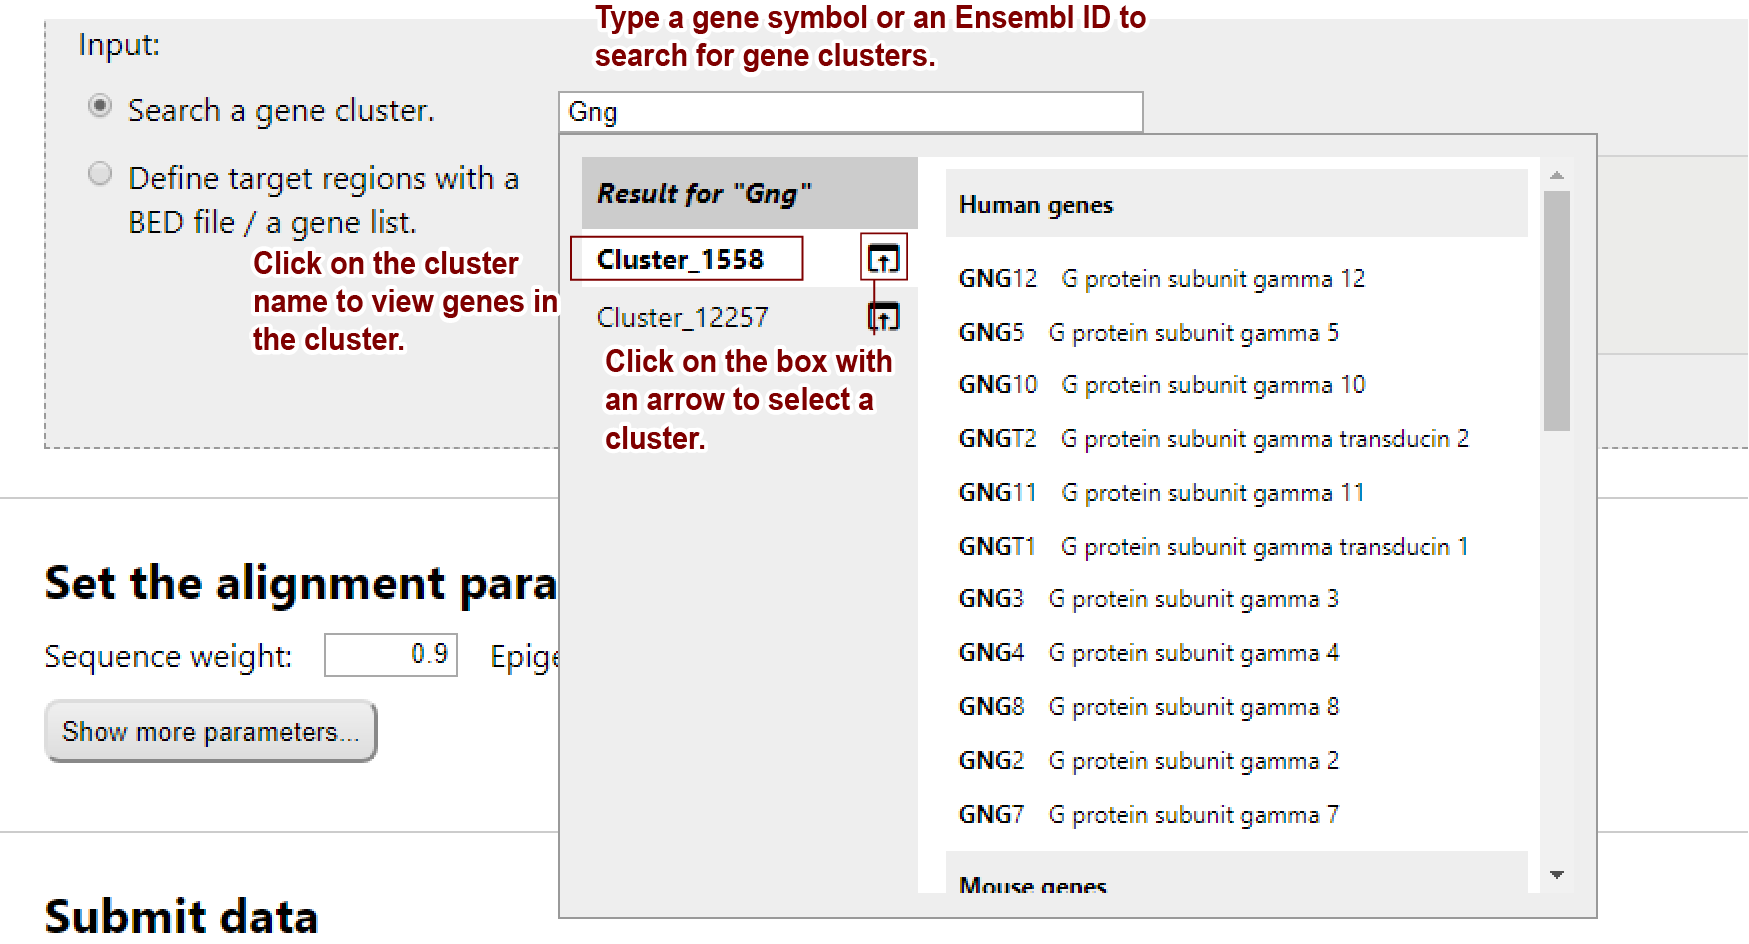 Type a gene symbol or an Ensembl ID to
search for gene clusters.
Input:
Search a gene cluster.
Gng
Define target regions with a
BED file / a gene list.
Click on the cluster
name to view genes in
the cluster.
Result for "Gng"
Cluster_1558
Cluster_12257
Click on the box with
an arrow to select a
cluster.
Human genes
GNG12 G protein subunit gamma 12
GNG5 G protein subunit gamma 5
GNG10 G protein subunit gamma 10
GNGT2 G protein subunit gamma transducin 2
GNG11 G protein subunit gamma 11
GNGT1 G protein subunit gamma transducin 1
GNG3 G protein subunit gamma 3
GNG4 G protein subunit gamma 4
GNG8 G protein subunit gamma 8
GNG2 G protein subunit gamma 2
GNG7 G protein subunit gamma 7
Mouse genes
Set the alignment para
Sequence weight: 0.9 Epige
Show more parameters...
Submit data